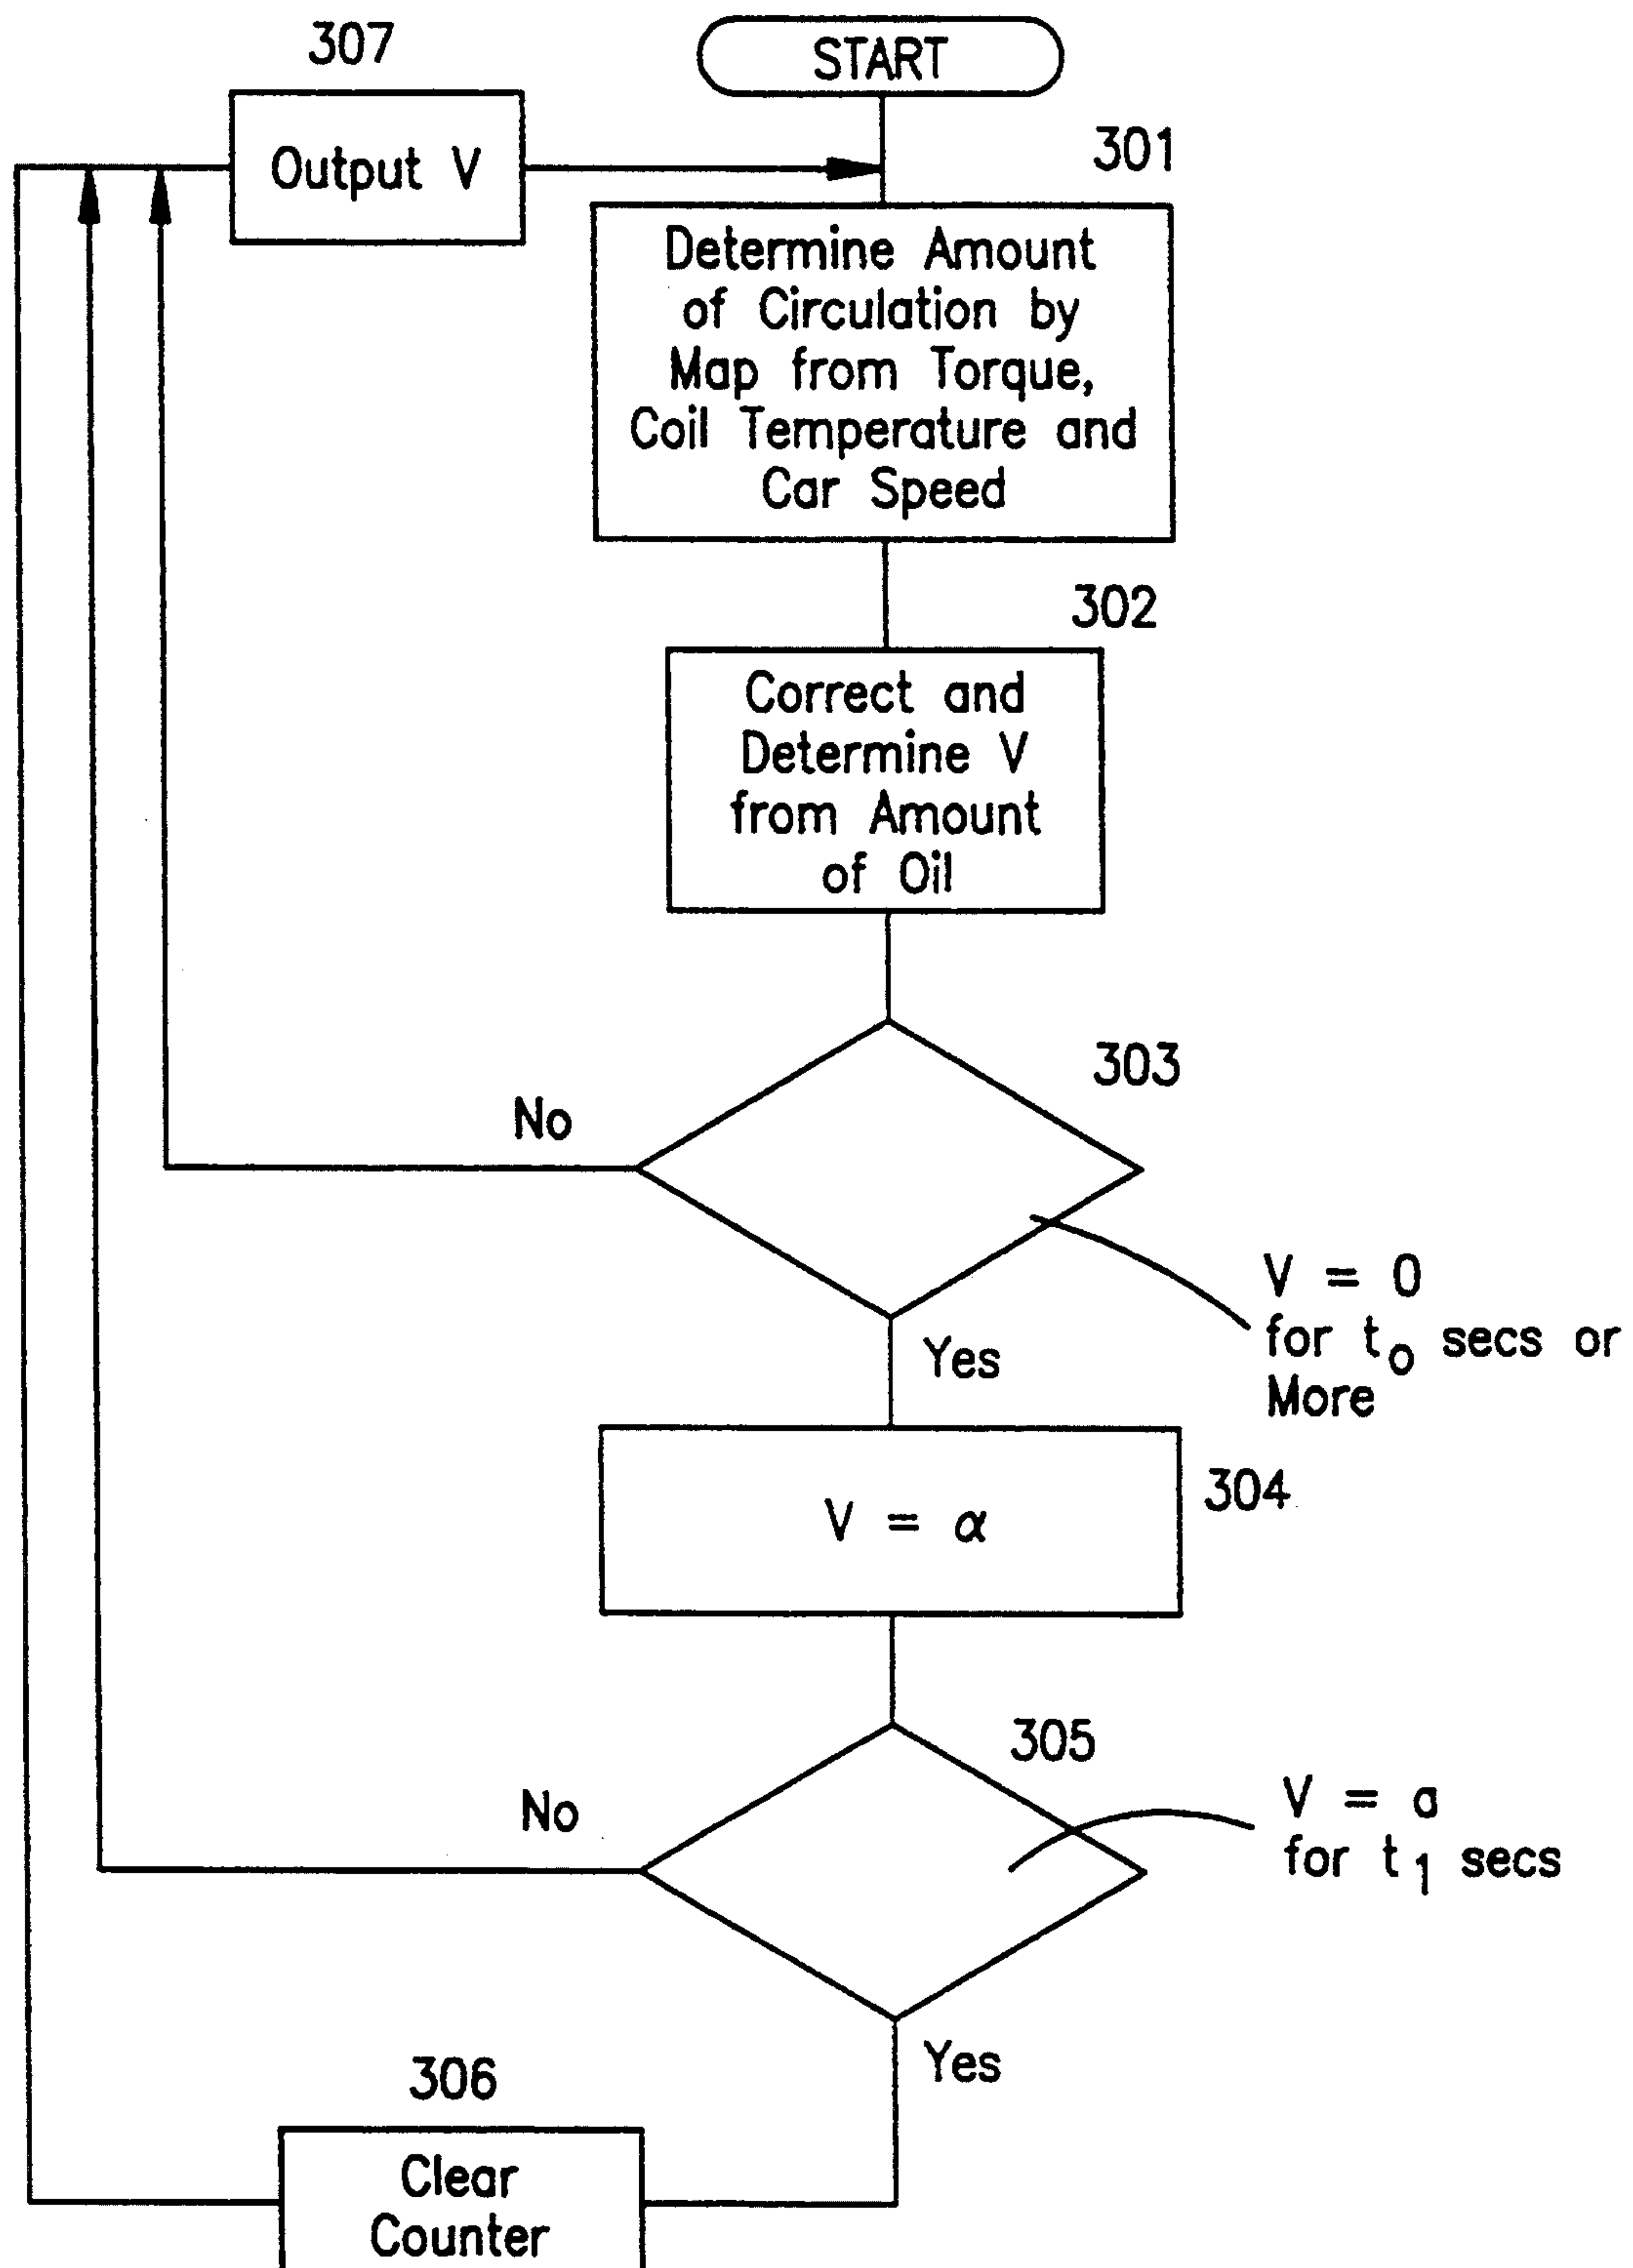 307
START
Output V
301
Determine Amount
of Circulation by
Map from Torque,
Coil Temperature and
Car Speed
302
Correct and
Determine V
from Amount
of Oil
303
No
V = 0
for t₀ secs or
More
Yes
304
V = α
305
No
V = a
for t₁ secs
Yes
306
Clear
Counter